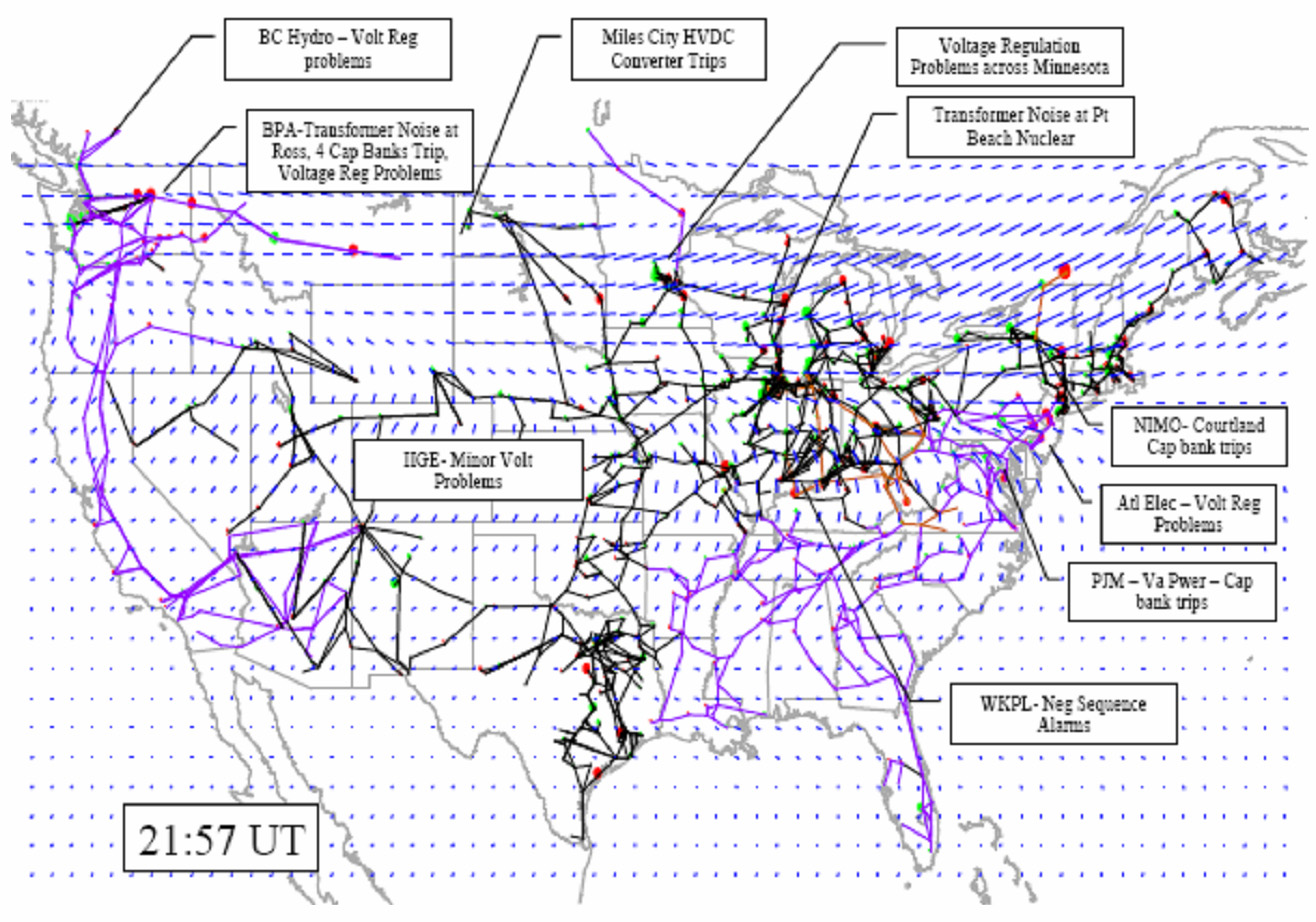 BC Hydro – Volt Reg
problems
Miles City HVDC
Converter Trips
Voltage Regulation
Problems across Minnesota
BPA-Transformer Noise at
Ross, 4 Cap Banks Trip,
Voltage Reg Problems
Transformer Noise at Pt
Beach Nuclear
IIGE- Minor Volt
Problems
NIMO- Courtland
Cap bank trips
Atl Elec – Volt Reg
Problems
PJM – Va Pwer – Cap
bank trips
WKPL- Neg Sequence
Alarms
21:57 UT